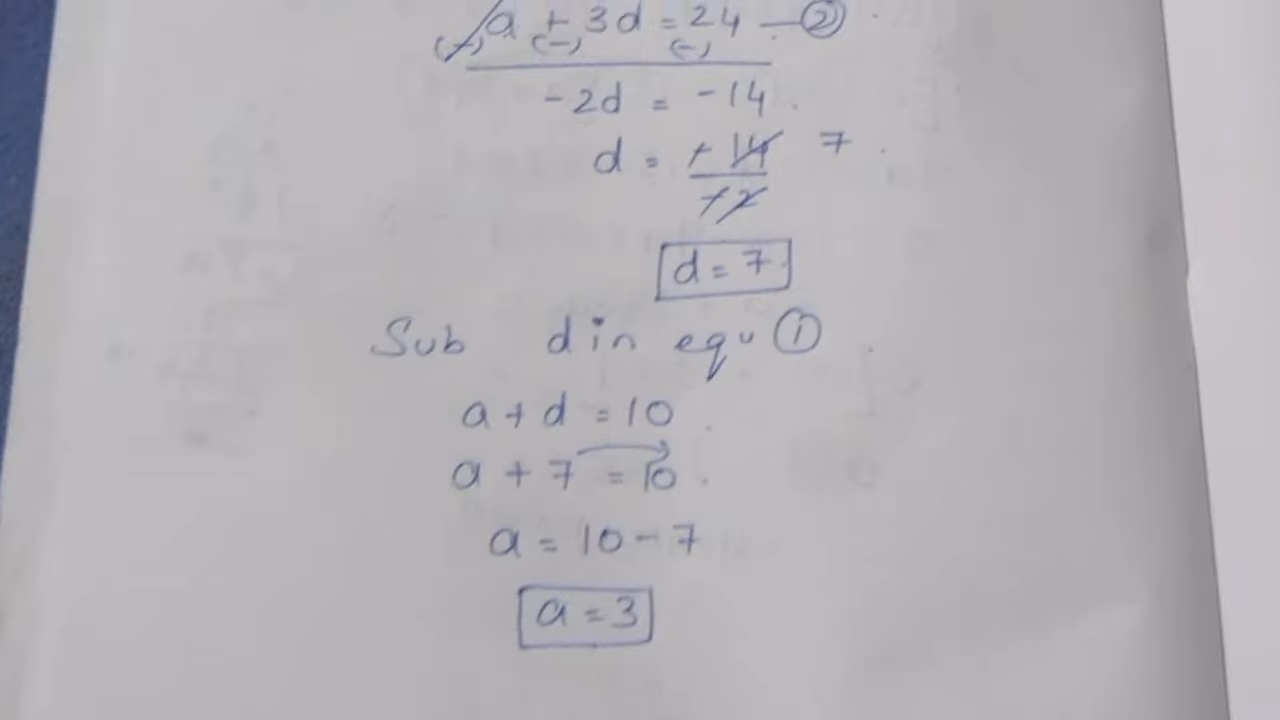 a + 3d = 24 — ②
(-) (-) (-)
-2d = -14
d = -14 7
-2
d = 7
Sub d in equ ①
a + d = 10
a + 7 = 10
a = 10 - 7
a = 3